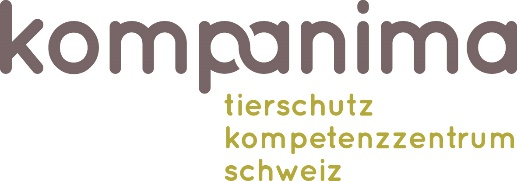 kompanima
tierschutz
kompetenzzentrum
schweiz